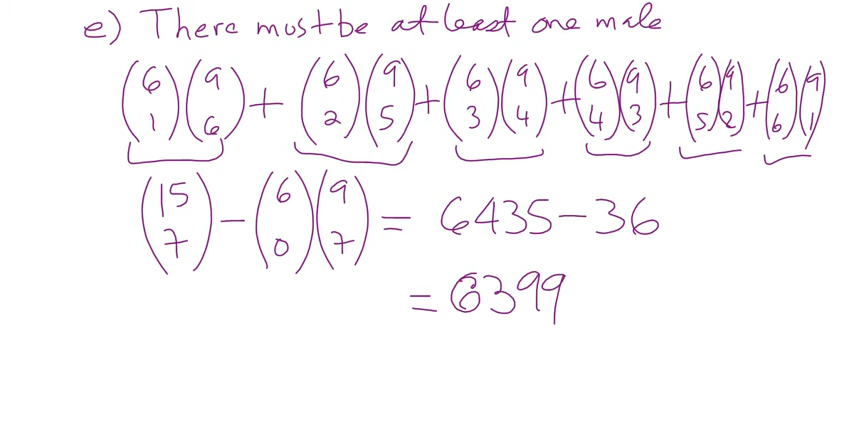 e) There must be at least one male
(6 1)(9 6) + (6 2)(9 5) + (6 3)(9 4) + (6 4)(9 3) + (6 5)(9 2) + (6 6)(9 1)
(15 7) − (6 0)(9 7) = 6435 − 36
= 6399